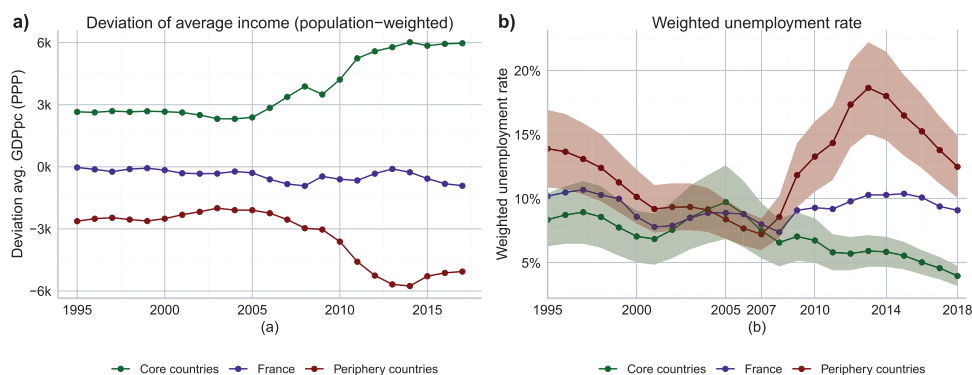 a)
Deviation of average income (population−weighted)
Deviation avg. GDPpc (PPP)
6k
3k
0k
−3k
−6k
1995
2000
2005
2010
2015
(a)
Core countries
France
Periphery countries
b)
Weighted unemployment rate
Weighted unemployment rate
20%
15%
10%
5%
1995
2000
2005
2007
2010
2014
2018
(b)
Core countries
France
Periphery countries